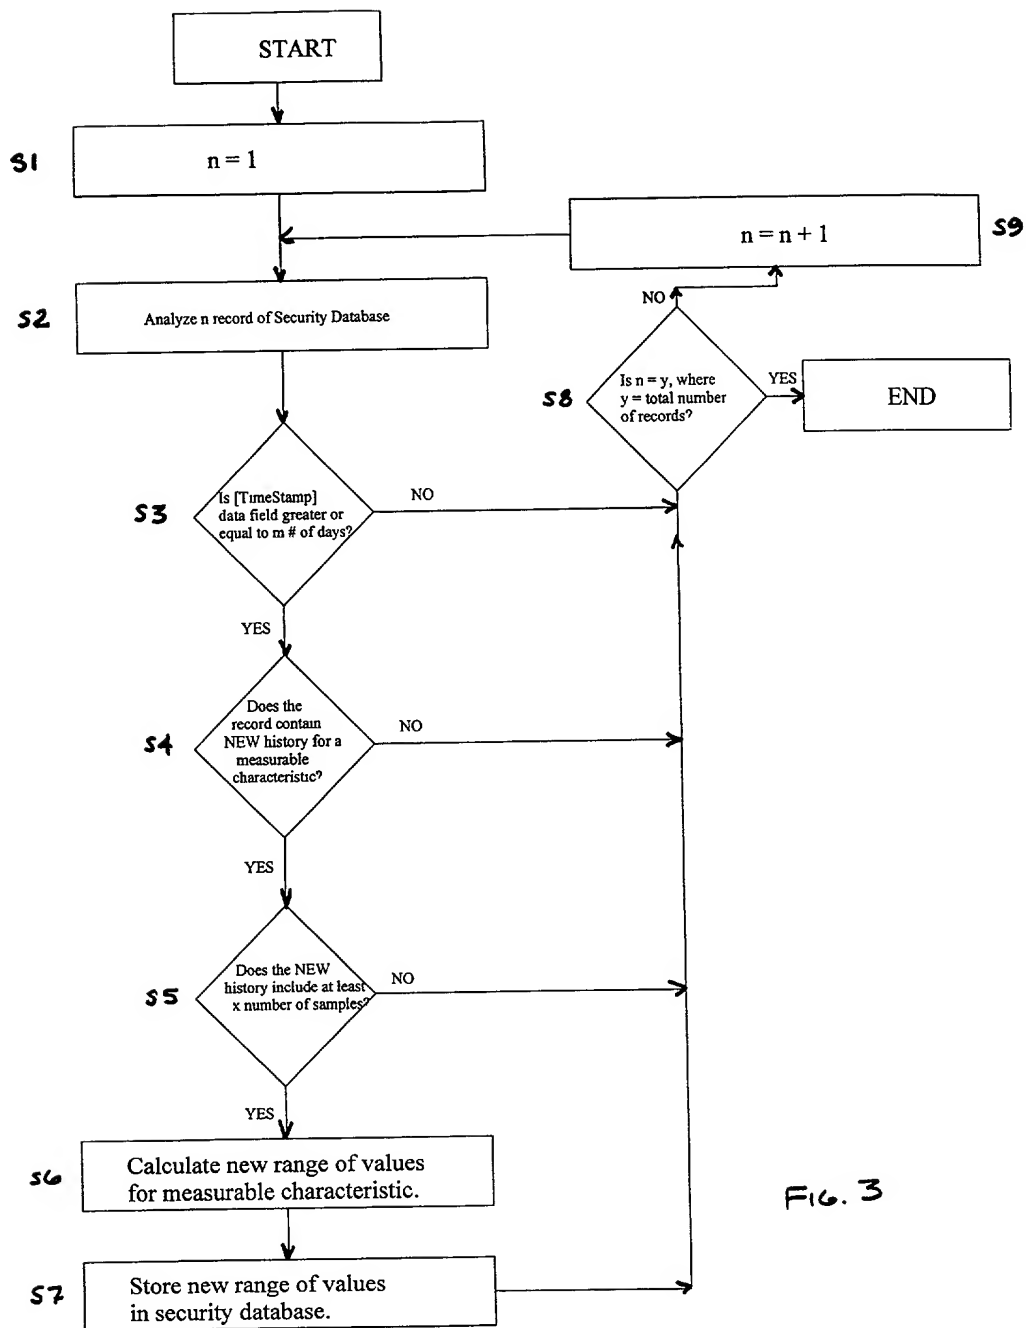 START
S1
n = 1
n = n + 1
S9
S2
Analyze n record of Security Database
NO
S8
Is n = y, where
y = total number
of records?
YES
END
S3
Is [TimeStamp]
data field greater or
equal to m # of days?
NO
YES
S4
Does the
record contain
NEW history for a
measurable
characteristic?
NO
YES
S5
Does the NEW
history include at least
x number of samples?
NO
YES
S6
Calculate new range of values
for measurable characteristic.
FIG. 3
S7
Store new range of values
in security database.